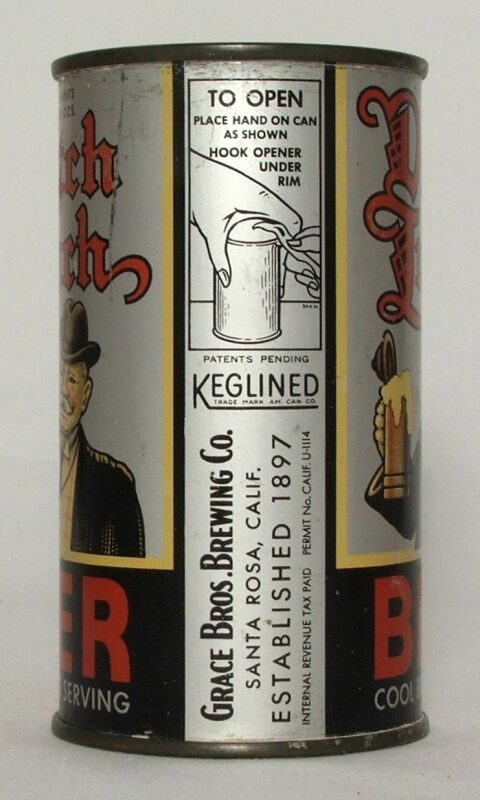 TO OPEN
PLACE HAND ON CAN
AS SHOWN
HOOK OPENER
UNDER
RIM
PATENTS PENDING
KEGLINED
TRADE MARK AM. CAN CO.
GRACE BROS. BREWING CO.
SANTA ROSA, CALIF.
ESTABLISHED 1897
INTERNAL REVENUE TAX PAID PERMIT No. CALIF. U-1114
SERVING
COOL